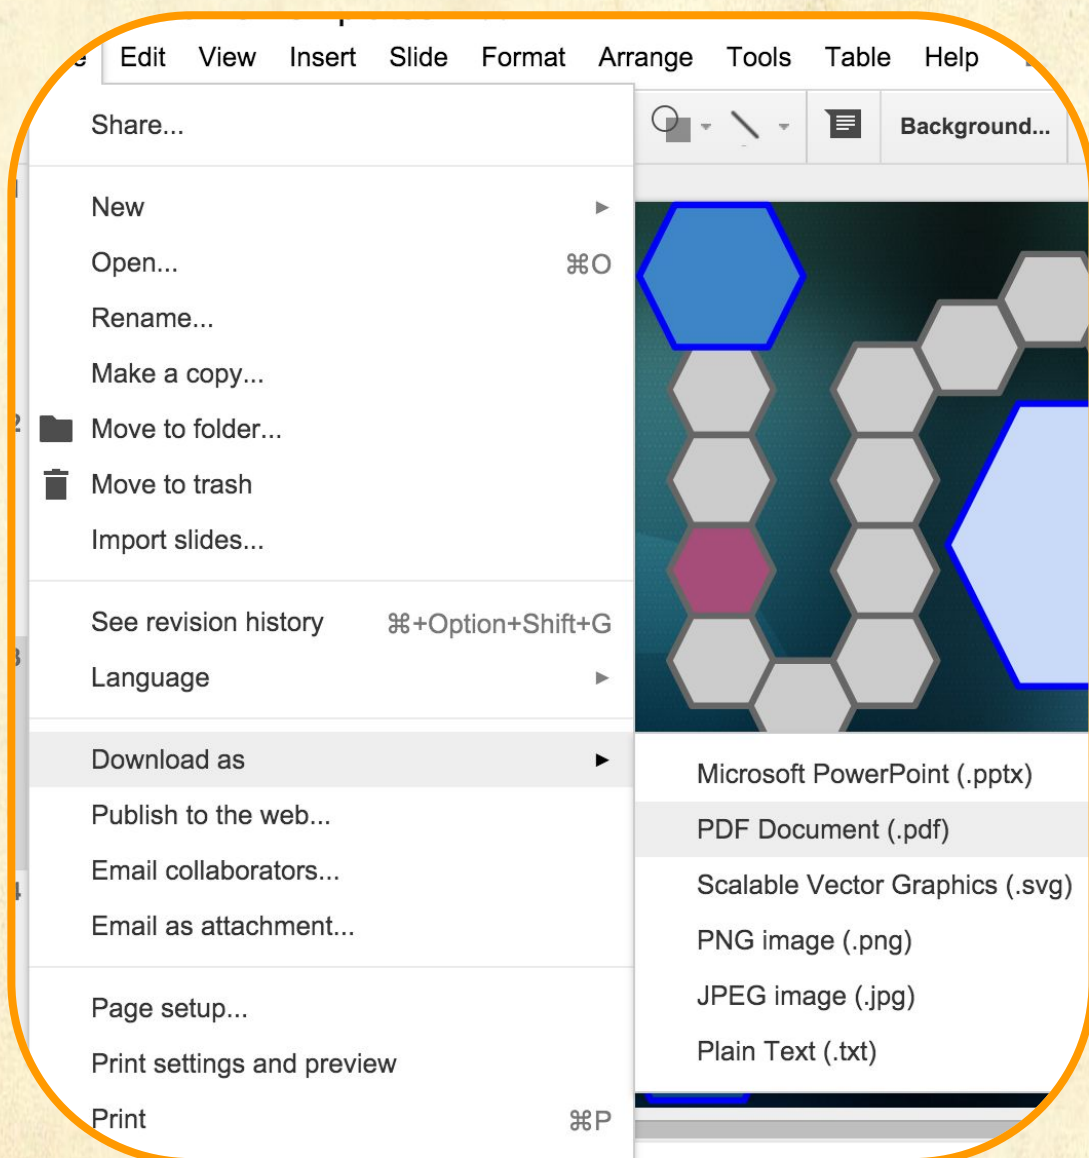 Edit View Insert Slide Format Arrange Tools Table Help
Share...
Background...
New
Open... ⌘O
Rename...
Make a copy...
Move to folder...
Move to trash
Import slides...
See revision history ⌘+Option+Shift+G
Language
Download as
Microsoft PowerPoint (.pptx)
Publish to the web...
PDF Document (.pdf)
Email collaborators...
Scalable Vector Graphics (.svg)
Email as attachment...
PNG image (.png)
Page setup...
JPEG image (.jpg)
Print settings and preview
Plain Text (.txt)
Print ⌘P